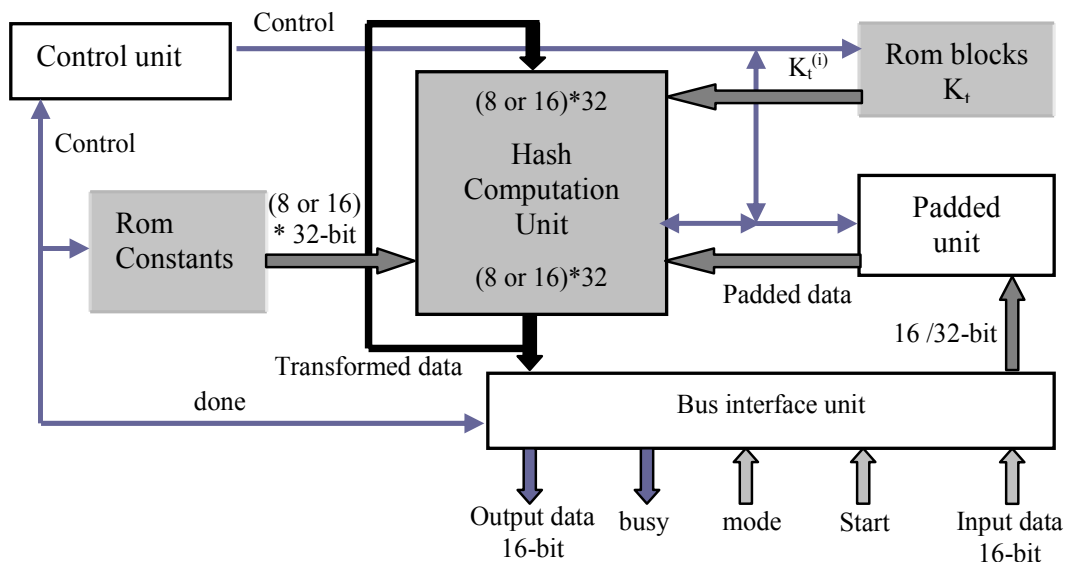 Control
Control unit
K_t^(i)
Rom blocks
K_t
(8 or 16)*32
Control
Hash
Computation
Unit
(8 or 16)
* 32-bit
Rom
Constants
Padded
unit
(8 or 16)*32
Padded data
16 /32-bit
Transformed data
done
Bus interface unit
Output data
16-bit
busy
mode
Start
Input data
16-bit